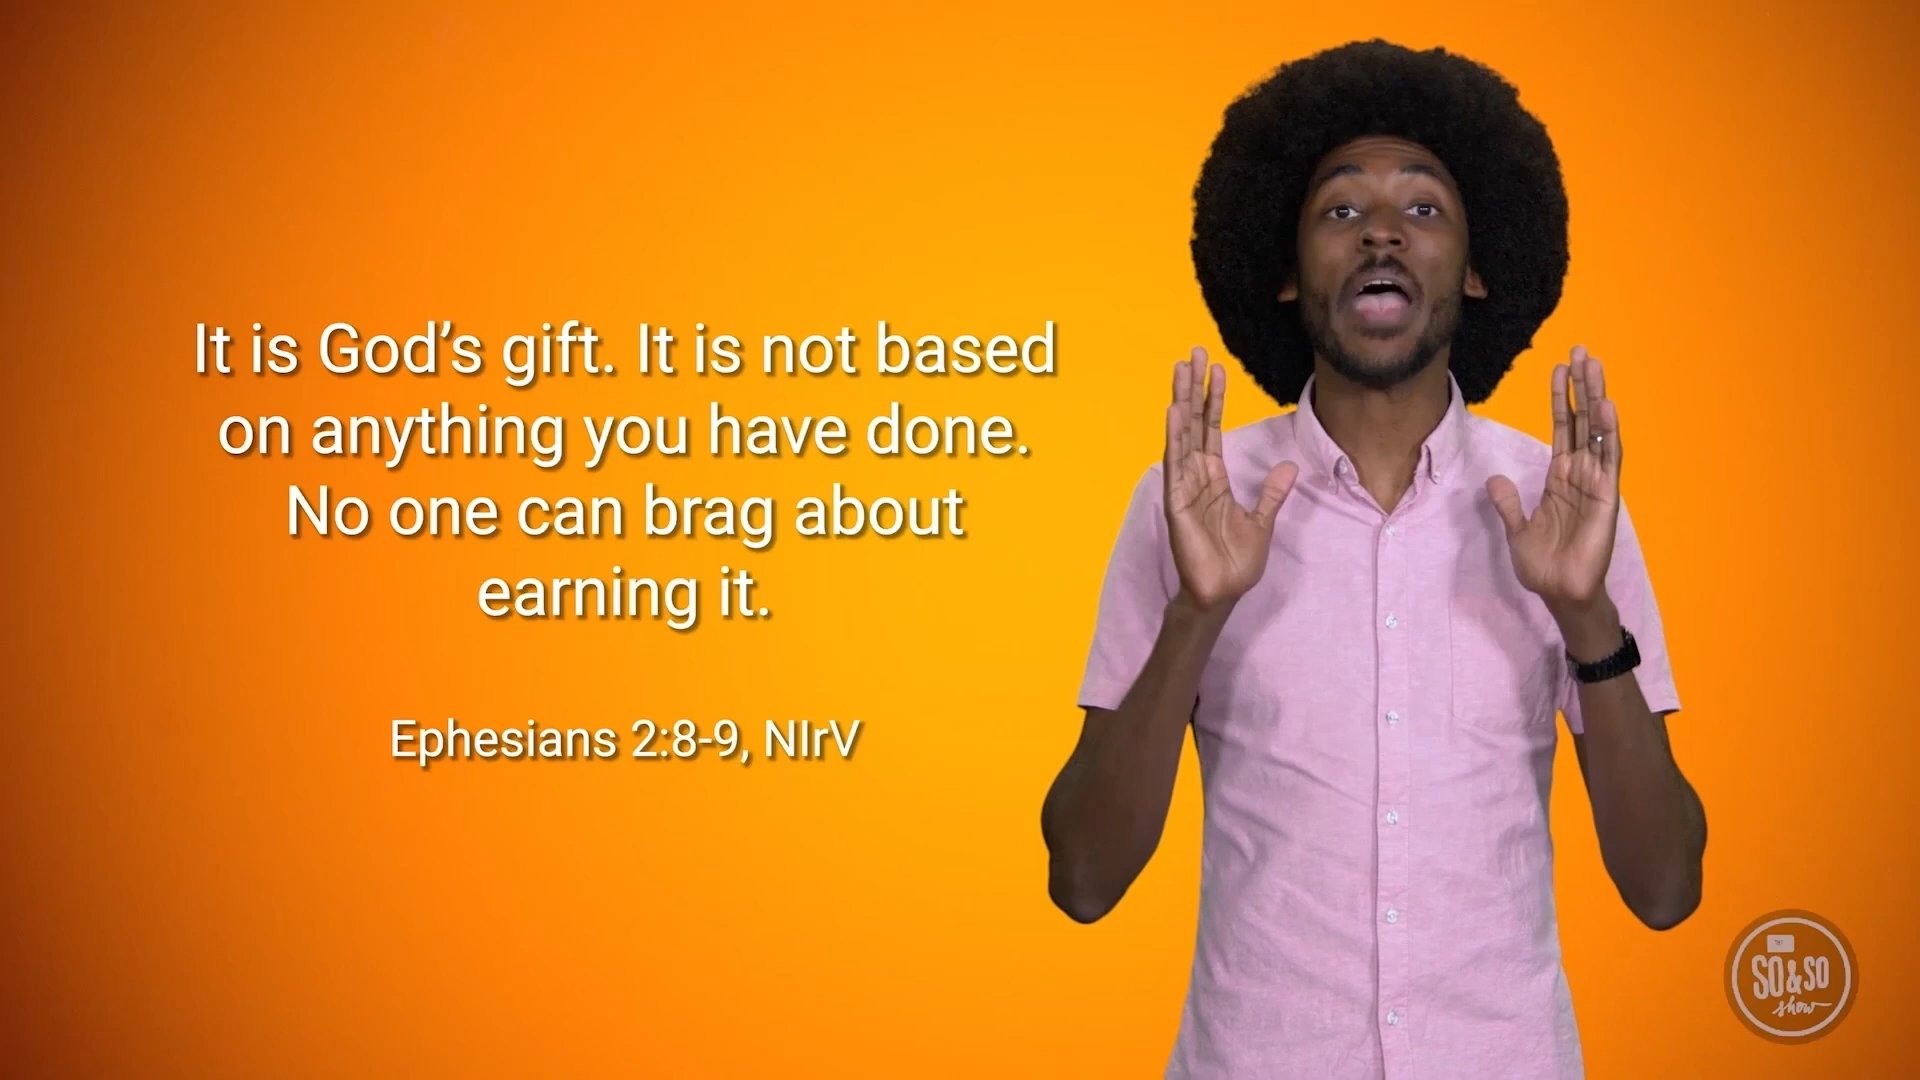 It is God’s gift. It is not based
on anything you have done.
No one can brag about
earning it.
Ephesians 2:8-9, NIrV
SO & SO
show